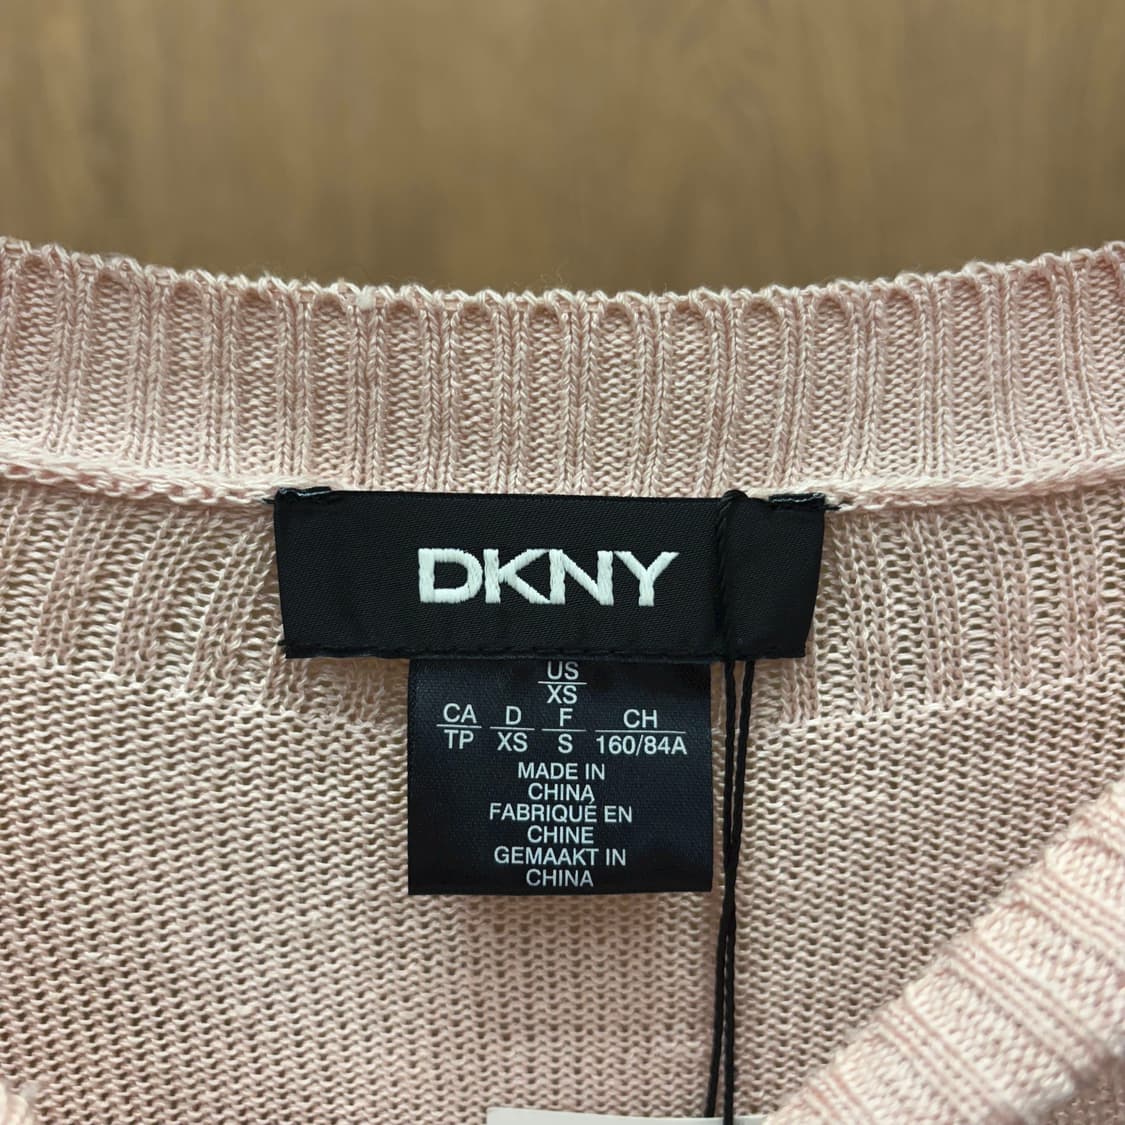 DKNY
US
XS
CA D F CH
TP XS S 160/84A
MADE IN
CHINA
FABRIQUÉ EN
CHINE
GEMAAKT IN
CHINA